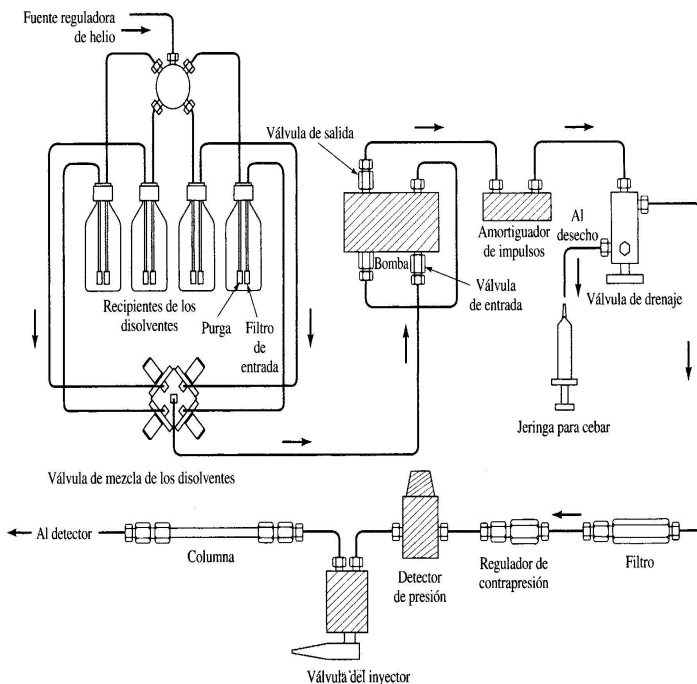 Fuente reguladora
de helio
Válvula de salida
Al
desecho
Amortiguador
de impulsos
Bomba
Válvula
de entrada
Válvula de drenaje
Recipientes de los
disolventes
Purga
Filtro
de
entrada
Jeringa para cebar
Válvula de mezcla de los disolventes
Al detector
Columna
Detector
de presión
Regulador de
contrapresión
Filtro
Válvula del inyector